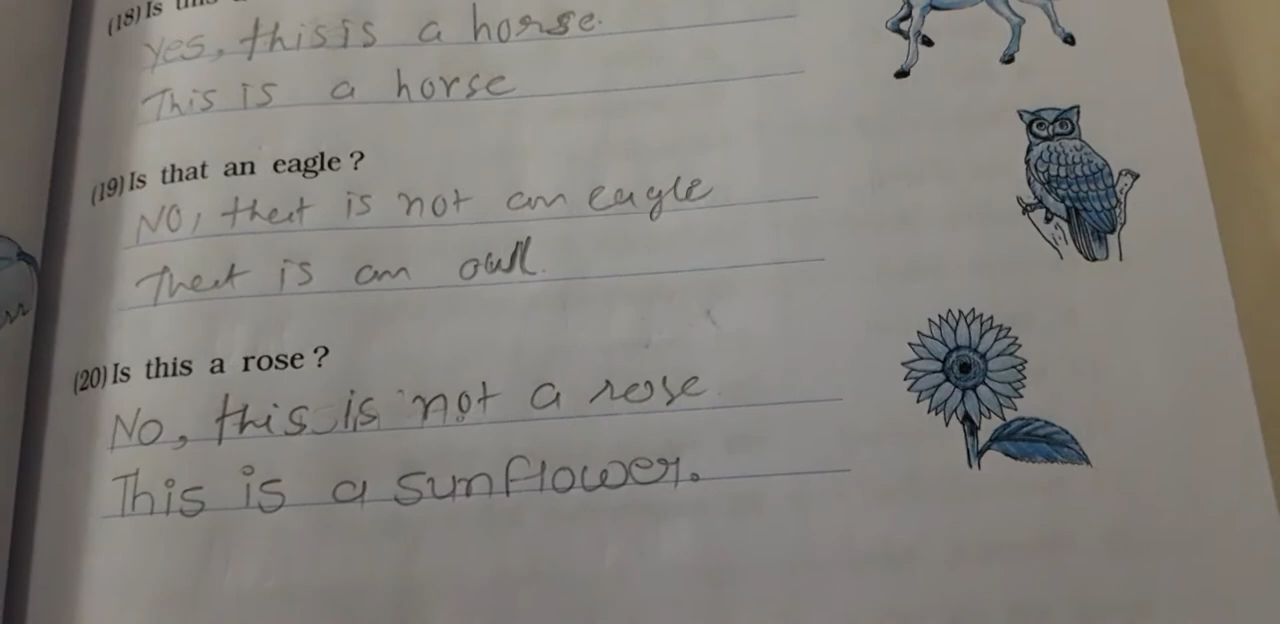 (18) Is this a
Yes, this is a horse.
This is a horse
(19) Is that an eagle?
NO, that is not an eagle
That is an owl.
(20) Is this a rose?
No, this is not a rose
This is a sunflower.